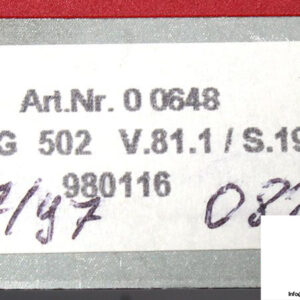 Art.Nr. 0 0648
G 502 V.81.1 / S.19
980116
/97 08